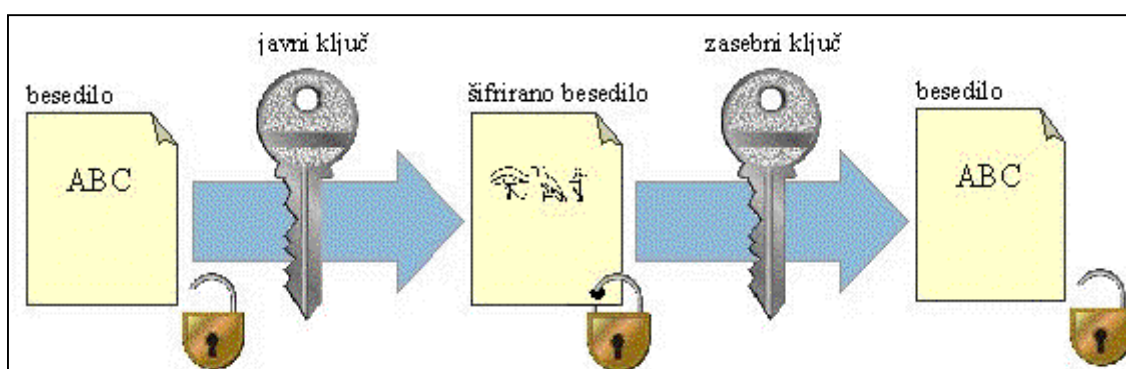 javni ključ
zasebni ključ
besedilo
šifrirano besedilo
besedilo
ABC
ABC